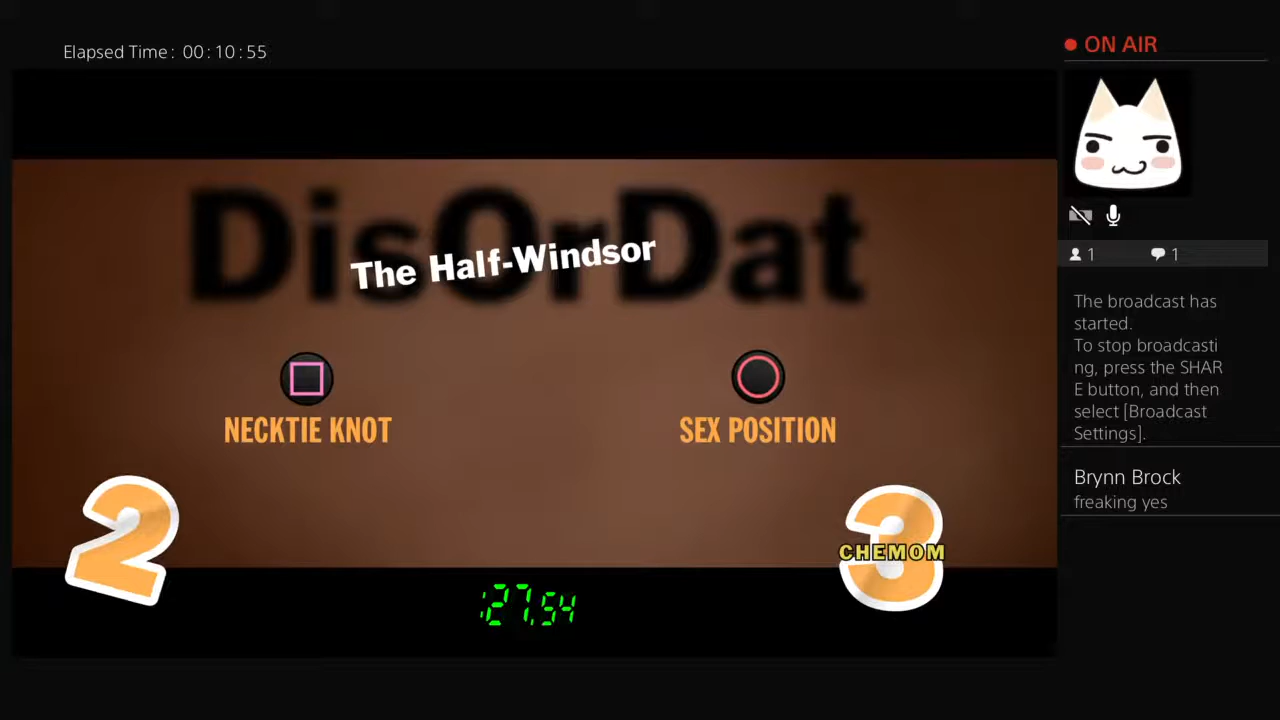 Elapsed Time: 00:10:55
ON AIR
DisOrDat
The Half-Windsor
NECKTIE KNOT
SEX POSITION
2
3
CHEMOM
:27.54
1
1
The broadcast has
started.
To stop broadcasti
ng, press the SHAR
E button, and then
select [Broadcast
Settings].
Brynn Brock
freaking yes